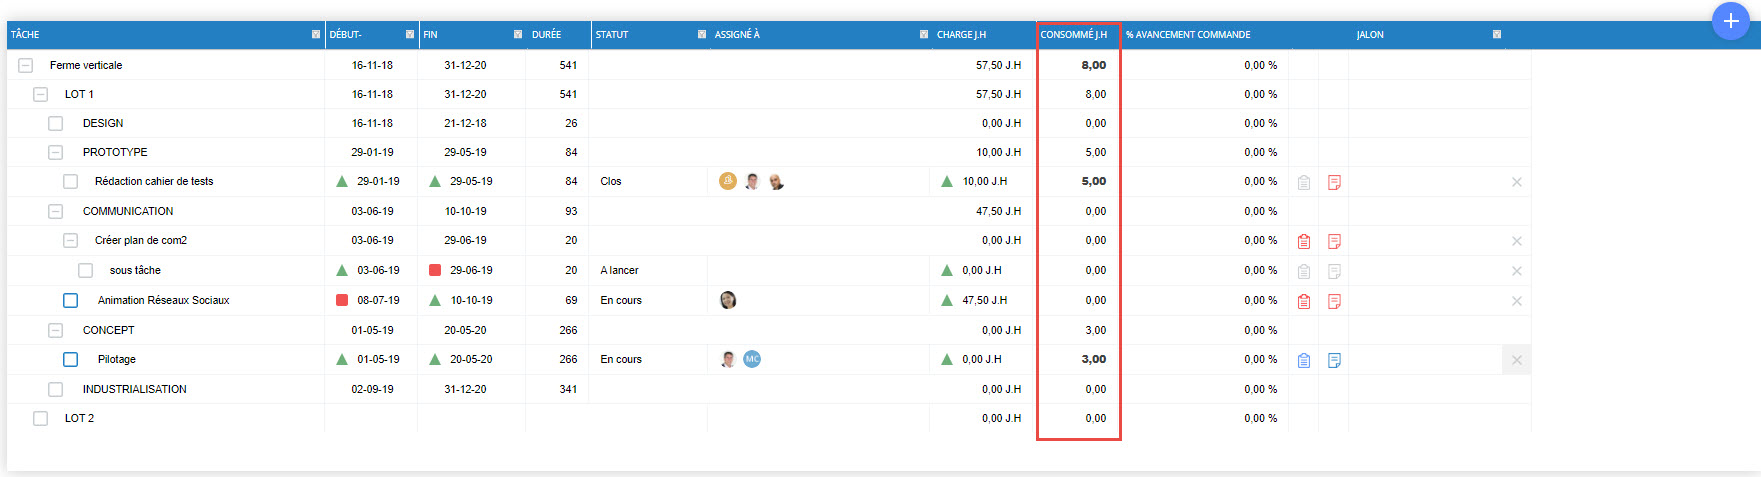 TÂCHE DÉBUT- FIN DURÉE STATUT ASSIGNÉ À CHARGE J.H CONSOMMÉ J.H % AVANCEMENT COMMANDE JALON
Ferme verticale 16-11-18 31-12-20 541 57,50 J.H 8,00 0,00 %
LOT 1 16-11-18 31-12-20 541 57,50 J.H 8,00 0,00 %
DESIGN 16-11-18 21-12-18 26 0,00 J.H 0,00 0,00 %
PROTOTYPE 29-01-19 29-05-19 84 10,00 J.H 5,00 0,00 %
Rédaction cahier de tests 29-01-19 29-05-19 84 Clos 10,00 J.H 5,00 0,00 %
COMMUNICATION 03-06-19 10-10-19 93 47,50 J.H 0,00 0,00 %
Créer plan de com2 03-06-19 29-06-19 20 0,00 J.H 0,00 0,00 %
sous tâche 03-06-19 29-06-19 20 A lancer 0,00 J.H 0,00 0,00 %
Animation Réseaux Sociaux 08-07-19 10-10-19 69 En cours 47,50 J.H 0,00 0,00 %
CONCEPT 01-05-19 20-05-20 266 0,00 J.H 3,00 0,00 %
Pilotage 01-05-19 20-05-20 266 En cours MC 0,00 J.H 3,00 0,00 %
INDUSTRIALISATION 02-09-19 31-12-20 341 0,00 J.H 0,00 0,00 %
LOT 2 0,00 J.H 0,00 0,00 %